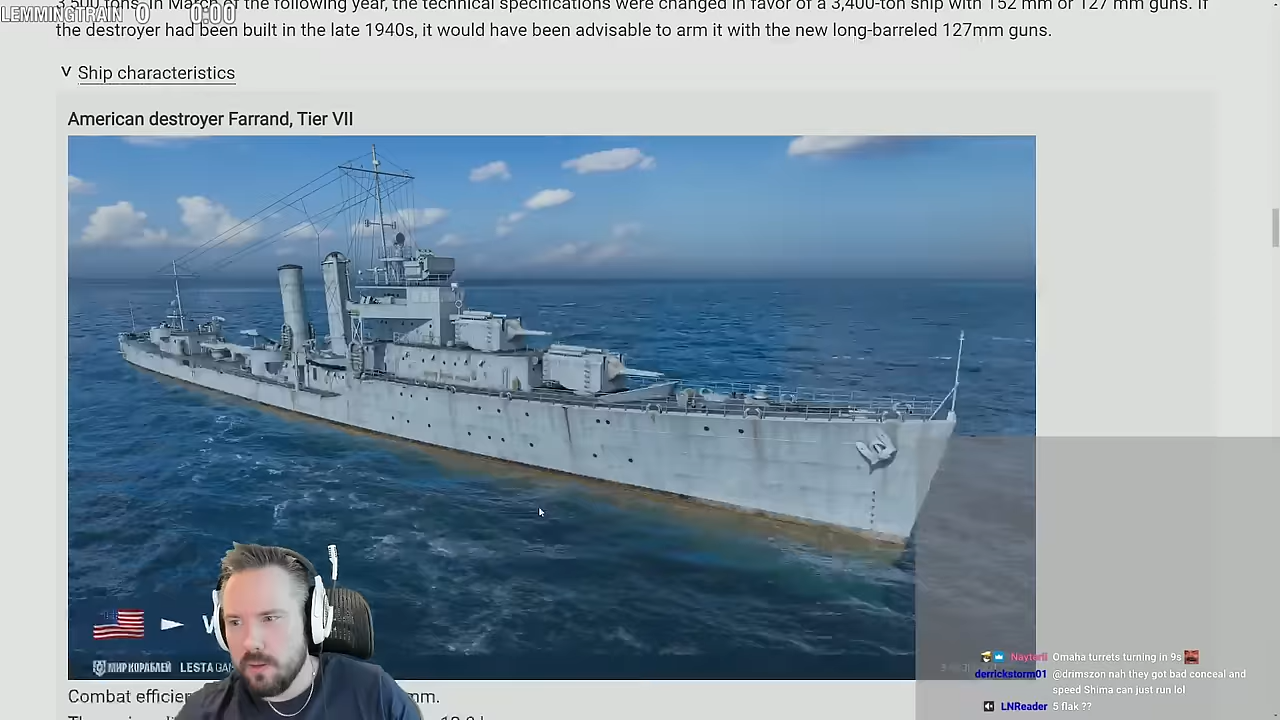 3,500 tons. In March of the following year, the technical specifications were changed in favor of a 3,400-ton ship with 152 mm or 127 mm guns. If
LEMMINGTRAIN 0 0:00
the destroyer had been built in the late 1940s, it would have been advisable to arm it with the new long-barreled 127mm guns.
v Ship characteristics
American destroyer Farrand, Tier VII
V
МИР КОРАБЛЕЙ LESTA GAM
Combat efficien mm.
Nayterii Omaha turrets turning in 9s
derrickstorm01 @drimszon nah they got bad conceal and
speed Shima can just run lol
LNReader 5 flak ??